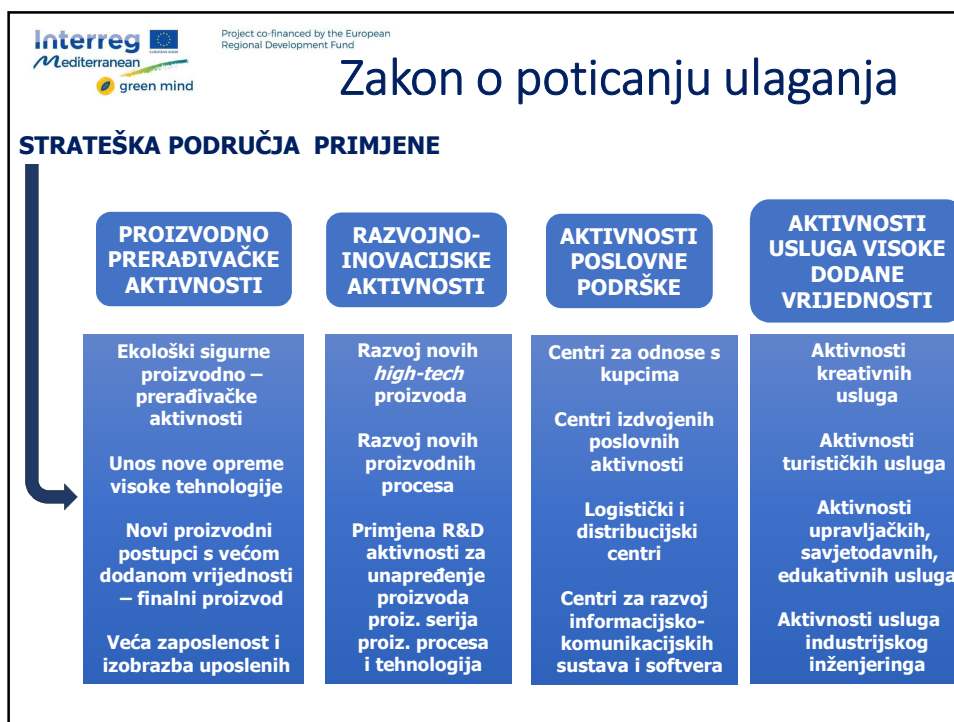 Interreg
EUROPEAN UNION
Mediterranean
green mind
Project co-financed by the European
Regional Development Fund
Zakon o poticanju ulaganja
STRATEŠKA PODRUČJA PRIMJENE
PROIZVODNO
PRERAĐIVAČKE
AKTIVNOSTI
Ekološki sigurne
proizvodno –
prerađivačke
aktivnosti
Unos nove opreme
visoke tehnologije
Novi proizvodni
postupci s većom
dodanom vrijednosti
– finalni proizvod
Veća zaposlenost i
izobrazba uposlenih
RAZVOJNO-
INOVACIJSKE
AKTIVNOSTI
Razvoj novih
high-tech
proizvoda
Razvoj novih
proizvodnih
procesa
Primjena R&D
aktivnosti za
unapređenje
proizvoda
proiz. serija
proiz. procesa
i tehnologija
AKTIVNOSTI
POSLOVNE
PODRŠKE
Centri za odnose s
kupcima
Centri izdvojenih
poslovnih
aktivnosti
Logistički i
distribucijski
centri
Centri za razvoj
informacijsko-
komunikacijskih
sustava i softvera
AKTIVNOSTI
USLUGA VISOKE
DODANE
VRIJEDNOSTI
Aktivnosti
kreativnih
usluga
Aktivnosti
turističkih usluga
Aktivnosti
upravljačkih,
savjetodavnih,
edukativnih usluga
Aktivnosti usluga
industrijskog
inženjeringa